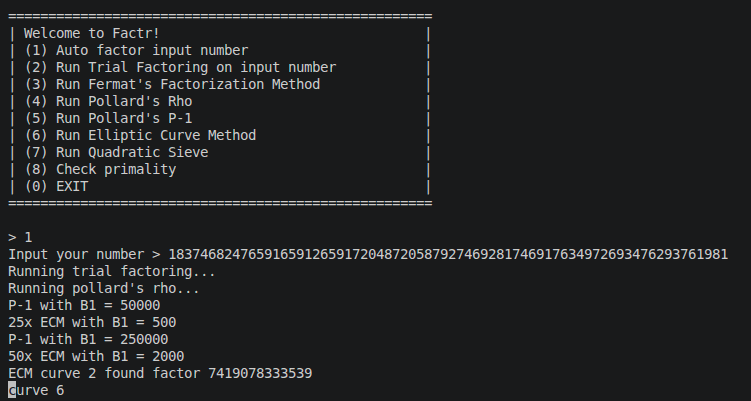 =====================================================
| Welcome to Factr! |
| (1) Auto factor input number |
| (2) Run Trial Factoring on input number |
| (3) Run Fermat's Factorization Method |
| (4) Run Pollard's Rho |
| (5) Run Pollard's P-1 |
| (6) Run Elliptic Curve Method |
| (7) Run Quadratic Sieve |
| (8) Check primality |
| (0) EXIT |
=====================================================
> 1
Input your number > 183746824765916591265917204872058792746928174691763497269347629376​1981
Running trial factoring...
Running pollard's rho...
P-1 with B1 = 50000
25x ECM with B1 = 500
P-1 with B1 = 250000
50x ECM with B1 = 2000
ECM curve 2 found factor 7419078333539
curve 6